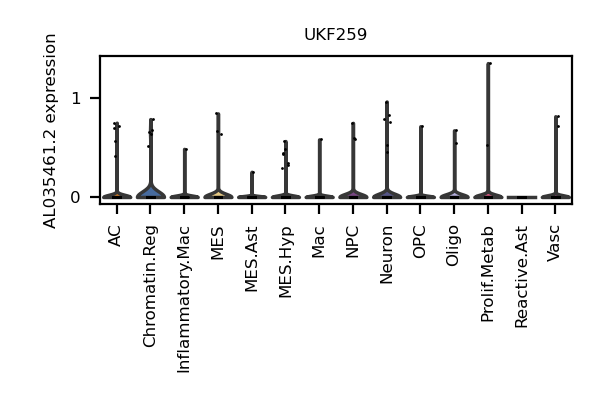 UKF259
AL035461.2 expression
1
0
AC
Chromatin.Reg
Inflammatory.Mac
MES
MES.Ast
MES.Hyp
Mac
NPC
Neuron
OPC
Oligo
Prolif.Metab
Reactive.Ast
Vasc